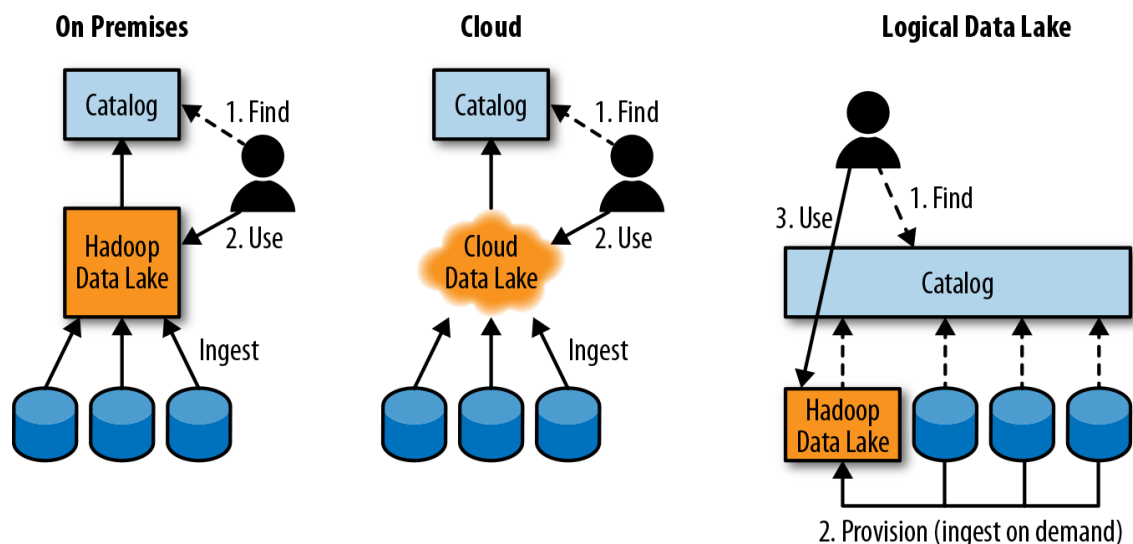 On Premises
Catalog
1. Find
2. Use
Hadoop
Data Lake
Ingest
Cloud
Catalog
1. Find
2. Use
Cloud
Data Lake
Ingest
Logical Data Lake
3. Use
1. Find
Catalog
Hadoop
Data Lake
2. Provision (ingest on demand)